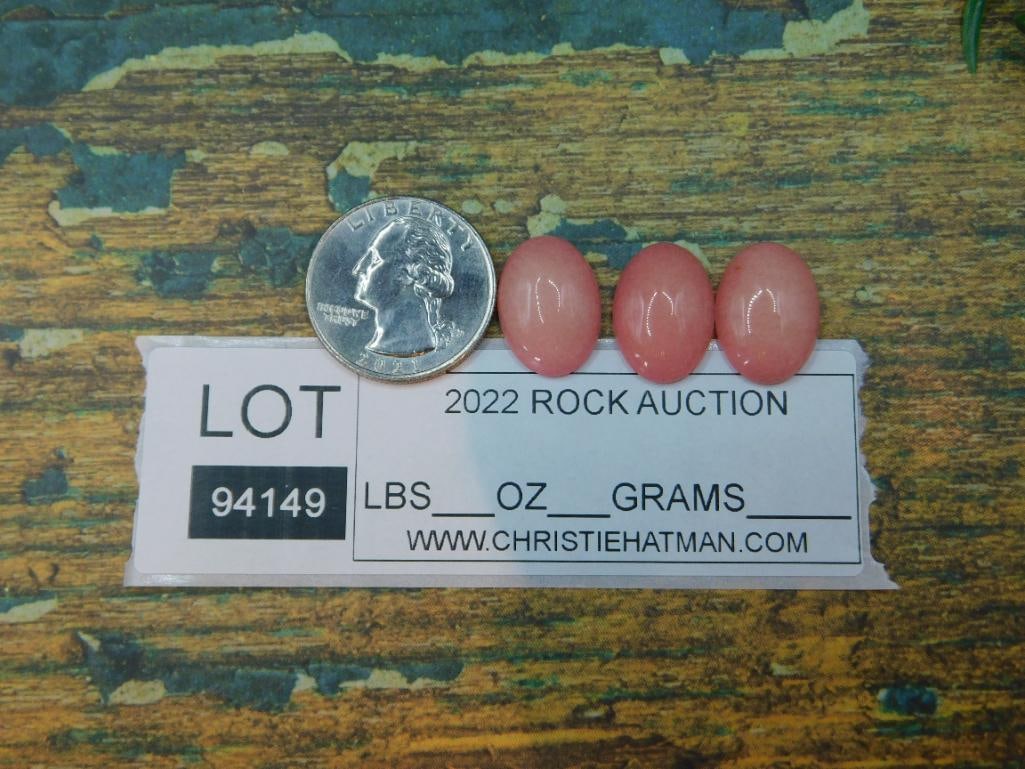 LIBERTY
IN GOD WE
TRUST
2021
LOT
94149
2022 ROCK AUCTION
LBS___OZ___GRAMS_____
WWW.CHRISTIEHATMAN.COM